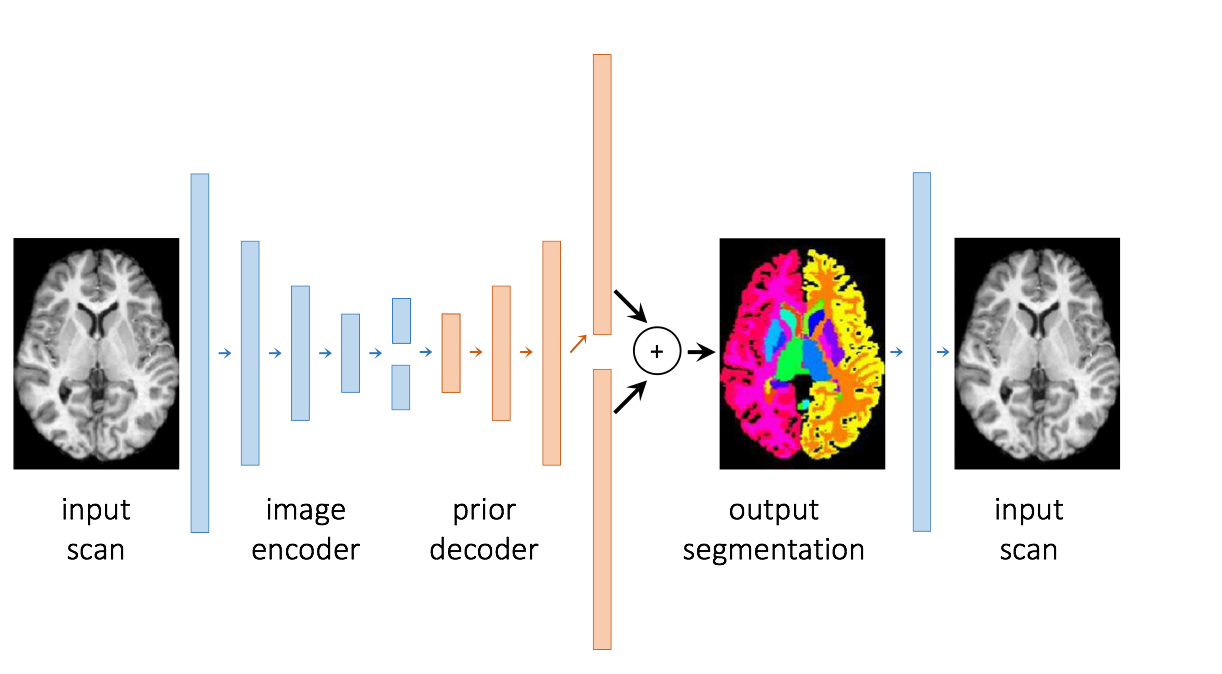 input
scan
image
encoder
prior
decoder
+
output
segmentation
input
scan